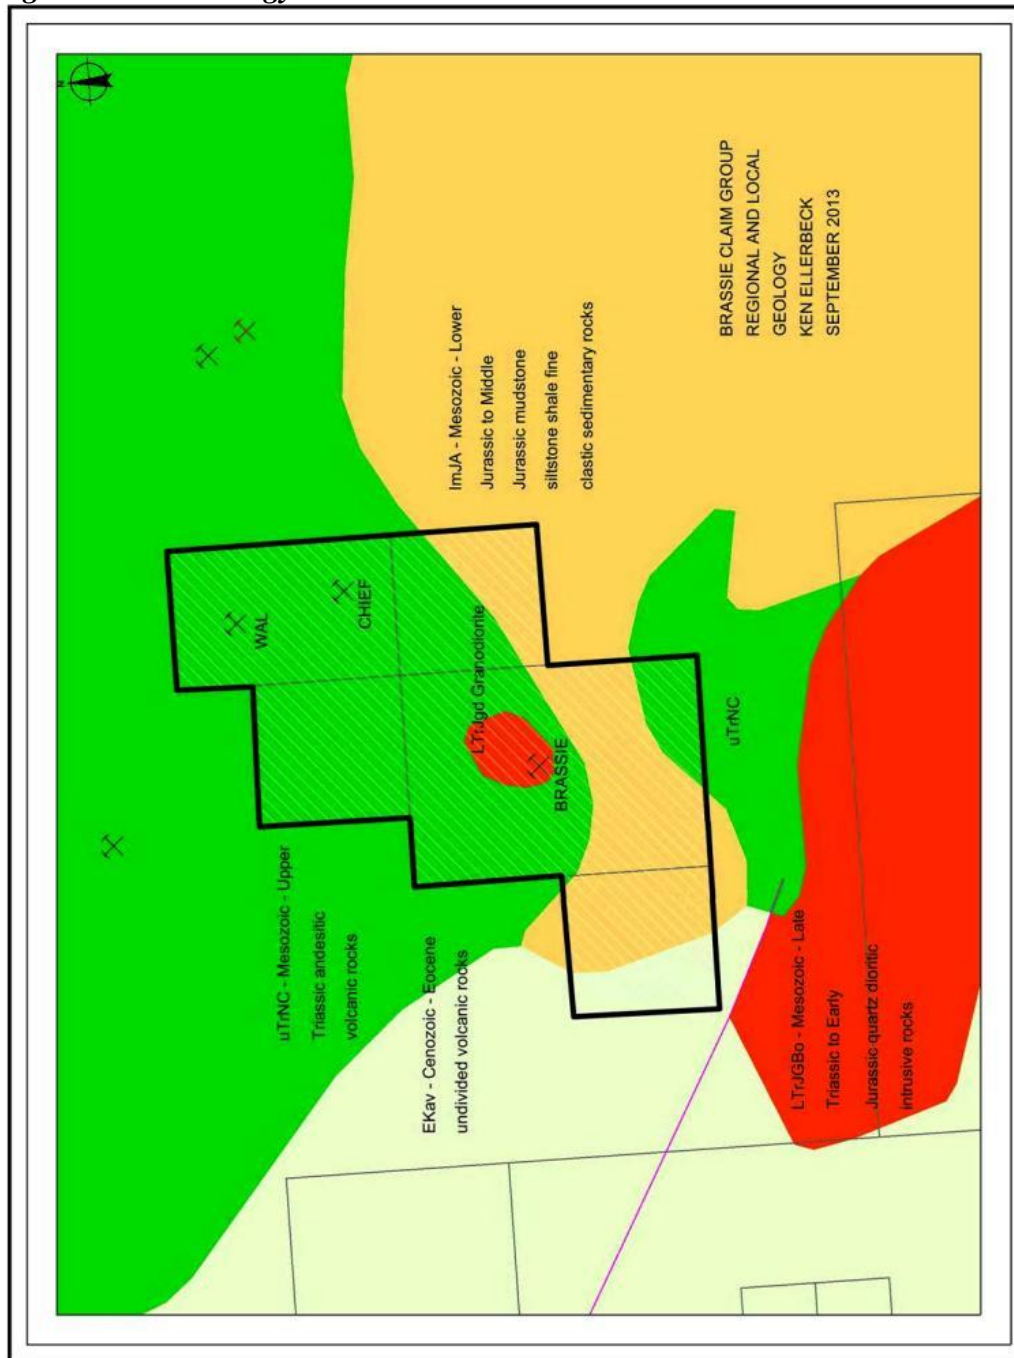 gy
N
WAL
CHIEF
LTrJgd Granodiorite
BRASSIE
uTrNC - Mesozoic - Upper
Triassic andesitic
volcanic rocks
EKav - Cenozoic - Eocene
undivided volcanic rocks
lmJA - Mesozoic - Lower
Jurassic to Middle
Jurassic mudstone
siltstone shale fine
clastic sedimentary rocks
uTrNC
LTrJGBo - Mesozoic - Late
Triassic to Early
Jurassic quartz dioritic
intrusive rocks
BRASSIE CLAIM GROUP
REGIONAL AND LOCAL
GEOLOGY
KEN ELLERBECK
SEPTEMBER 2013